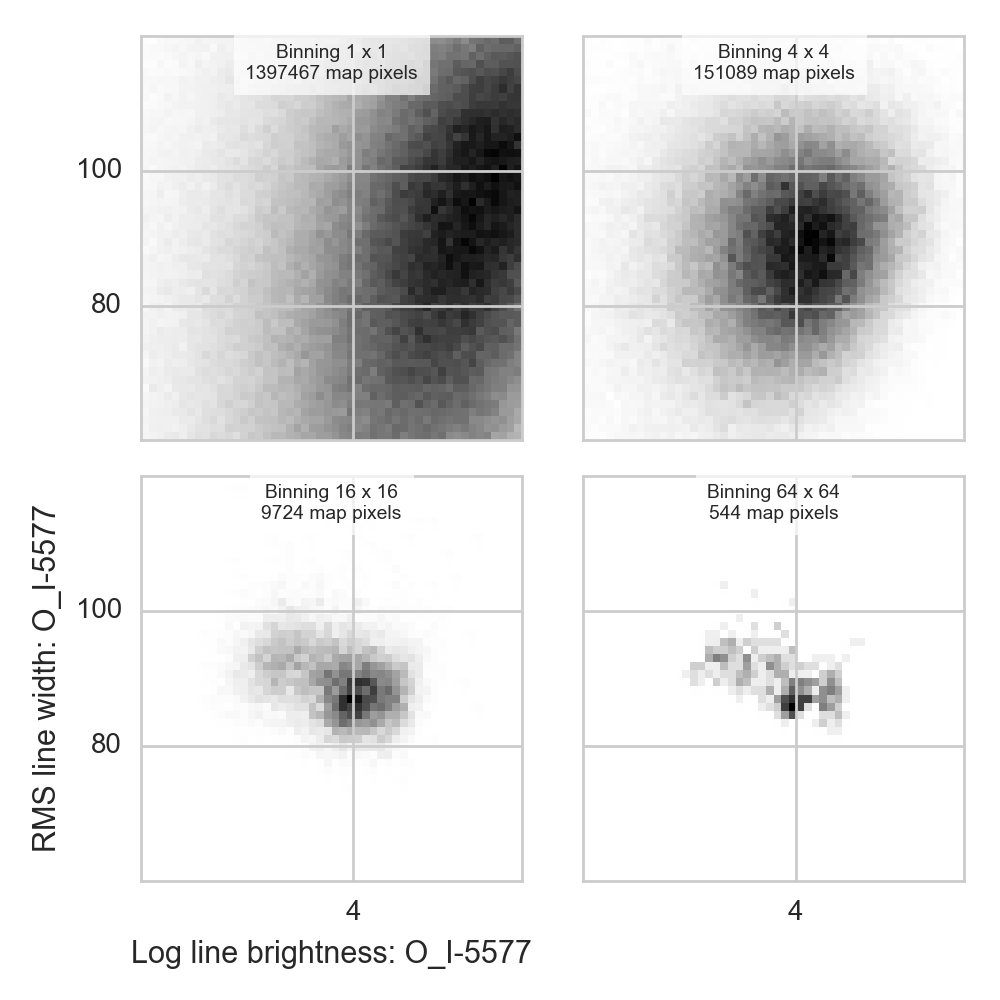 Binning 1 x 1
1397467 map pixels
Binning 4 x 4
151089 map pixels
100
80
Binning 16 x 16
9724 map pixels
Binning 64 x 64
544 map pixels
RMS line width: O_I-5577
100
80
4
4
Log line brightness: O_I-5577